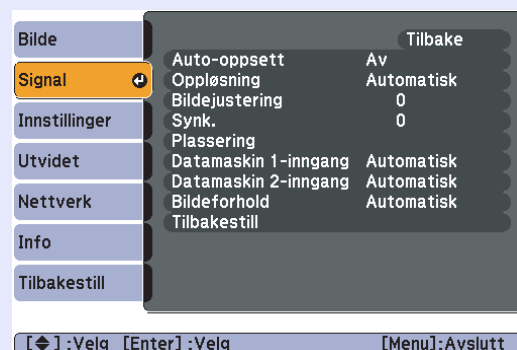 Bilde
Signal
Innstillinger
Utvidet
Nettverk
Info
Tilbakestill
Tilbake
Auto-oppsett Av
Oppløsning Automatisk
Bildejustering 0
Synk. 0
Plassering
Datamaskin 1-inngang Automatisk
Datamaskin 2-inngang Automatisk
Bildeforhold Automatisk
Tilbakestill
[◆]:Velg [Enter]:Velg [Menu]:Avslutt